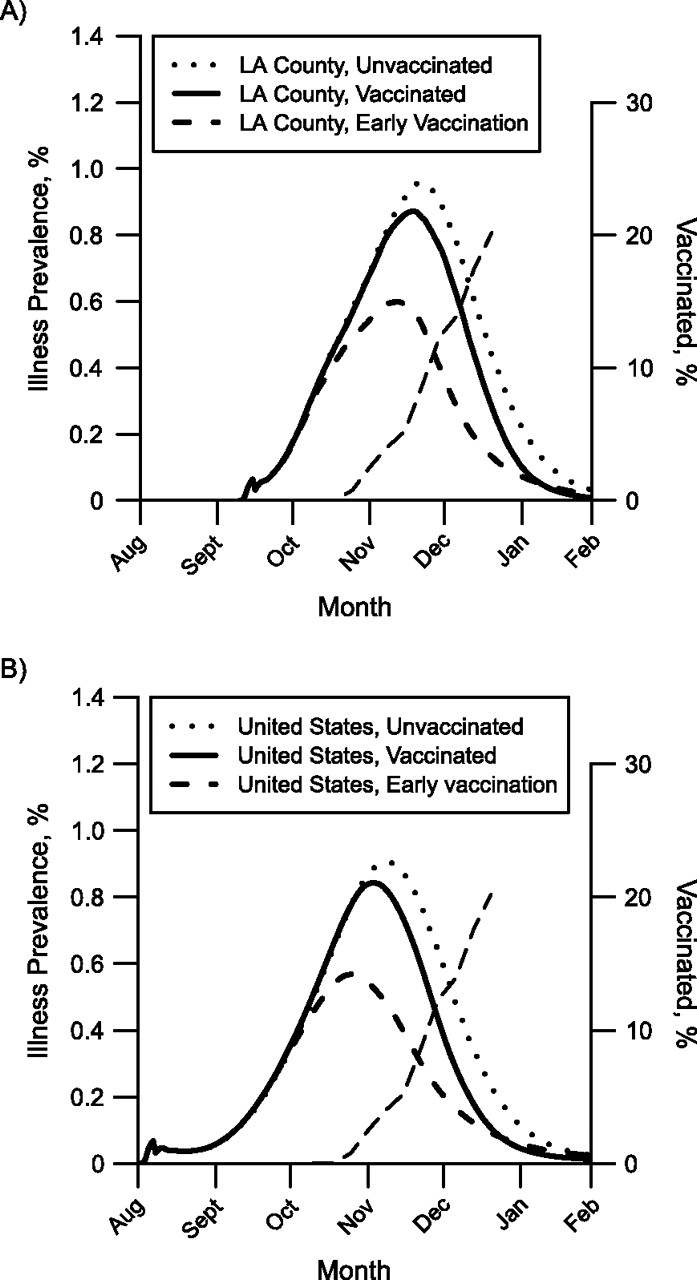 A)
1.4
1.2
1.0
0.8
0.6
0.4
0.2
0
Illness Prevalence, %
LA County, Unvaccinated
LA County, Vaccinated
LA County, Early Vaccination
30
20
10
0
Vaccinated, %
Aug
Sept
Oct
Nov
Dec
Jan
Feb
Month
B)
1.4
1.2
1.0
0.8
0.6
0.4
0.2
0
Illness Prevalence, %
United States, Unvaccinated
United States, Vaccinated
United States, Early vaccination
30
20
10
0
Vaccinated, %
Aug
Sept
Oct
Nov
Dec
Jan
Feb
Month